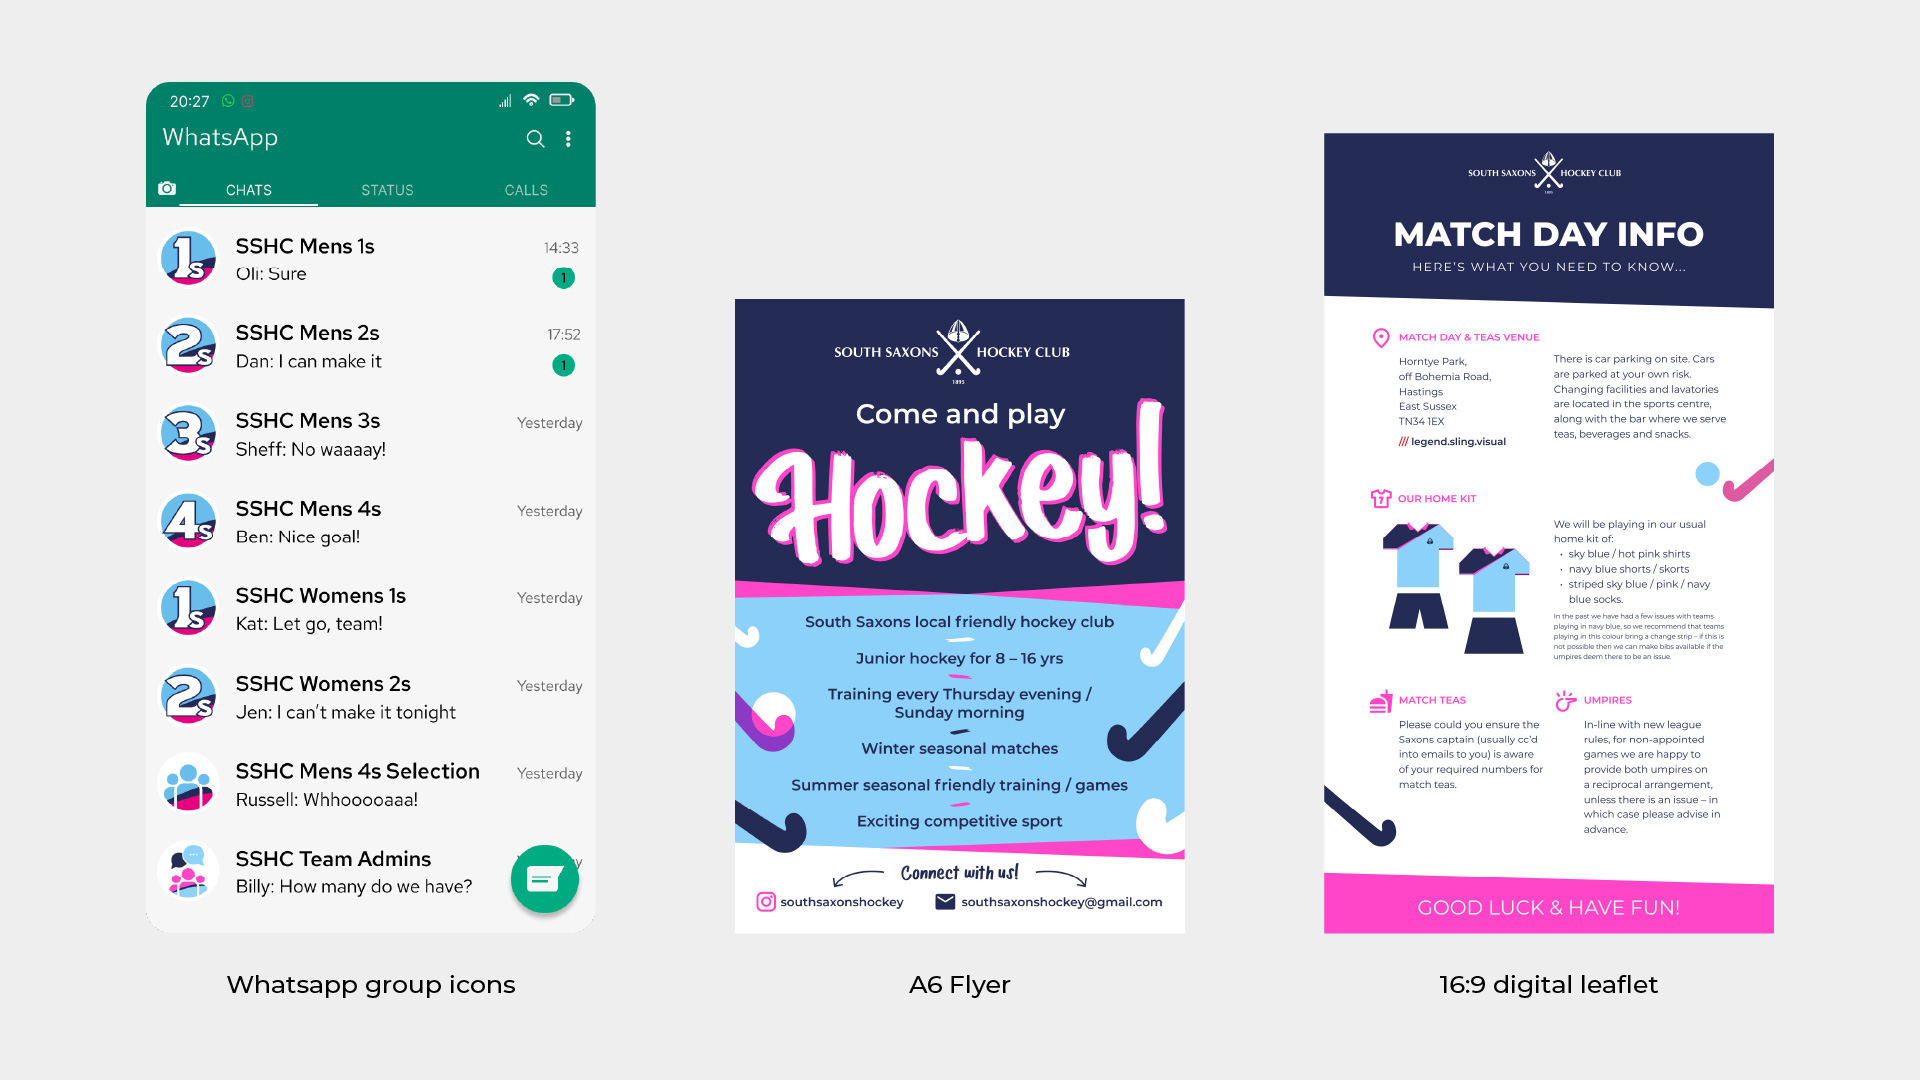 20:27
WhatsApp
CHATS STATUS CALLS
1s
SSHC Mens 1s 14:33
Oli: Sure 1
2s
SSHC Mens 2s 17:52
Dan: I can make it 1
3s
SSHC Mens 3s Yesterday
Sheff: No waaaay!
4s
SSHC Mens 4s Yesterday
Ben: Nice goal!
1s
SSHC Womens 1s Yesterday
Kat: Let go, team!
2s
SSHC Womens 2s Yesterday
Jen: I can't make it tonight
SSHC Mens 4s Selection Yesterday
Russell: Whhooooaaa!
SSHC Team Admins
Billy: How many do we have?
Whatsapp group icons
SOUTH SAXONS HOCKEY CLUB
1895
Come and play
Hockey!
South Saxons local friendly hockey club
Junior hockey for 8 – 16 yrs
Training every Thursday evening /
Sunday morning
Winter seasonal matches
Summer seasonal friendly training / games
Exciting competitive sport
Connect with us!
southsaxonshockey southsaxonshockey@gmail.com
A6 Flyer
SOUTH SAXONS HOCKEY CLUB
1895
MATCH DAY INFO
HERE'S WHAT YOU NEED TO KNOW...
MATCH DAY & TEAS VENUE
Horntye Park,
off Bohemia Road,
Hastings
East Sussex
TN34 1EX
/// legend.sling.visual
There is car parking on site. Cars
are parked at your own risk.
Changing facilities and lavatories
are located in the sports centre,
along with the bar where we serve
teas, beverages and snacks.
7
OUR HOME KIT
We will be playing in our usual
home kit of:
• sky blue / hot pink shirts
• navy blue shorts / skorts
• striped sky blue / pink / navy
blue socks.
In the past we have had a few issues with teams
playing in navy blue, so we recommend that teams
playing in this colour bring a change strip – if this is
not possible then we can make bibs available if the
umpires deem there to be an issue.
MATCH TEAS
Please could you ensure the
Saxons captain (usually cc'd
into emails to you) is aware
of your required numbers for
match teas.
UMPIRES
In-line with new league
rules, for non-appointed
games we are happy to
provide both umpires on
a reciprocal arrangement,
unless there is an issue – in
which case please advise in
advance.
GOOD LUCK & HAVE FUN!
16:9 digital leaflet